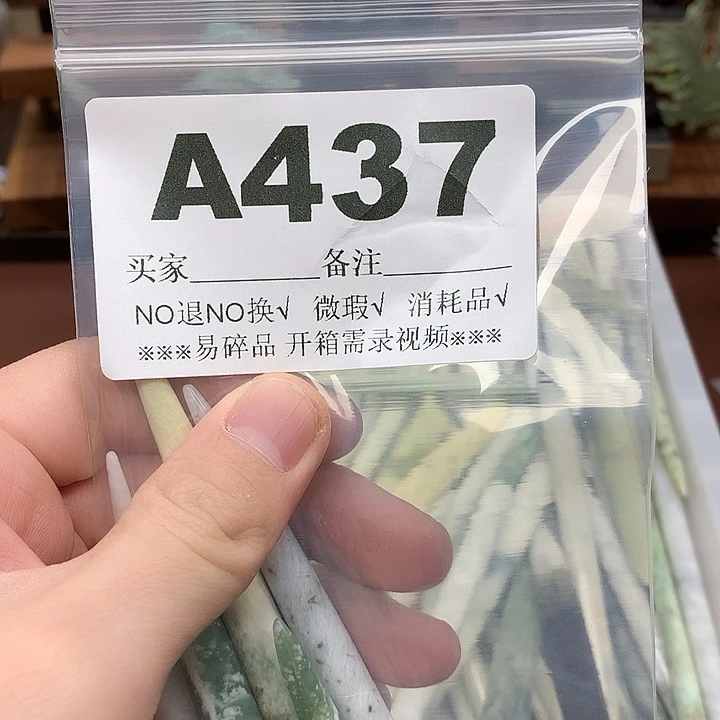 A437
买家________备注________
NO退NO换√ 微瑕√ 消耗品√
※※※易碎品 开箱需录视频※※※